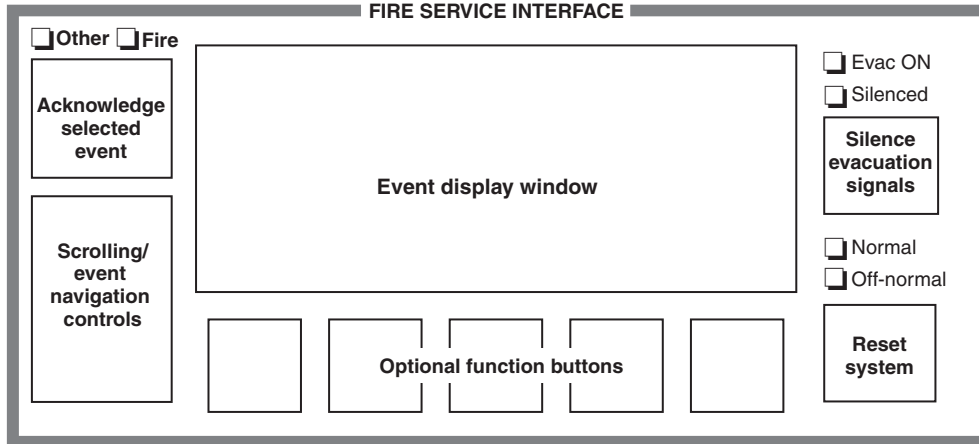 FIRE SERVICE INTERFACE
Other Fire
Acknowledge
selected
event
Scrolling/
event
navigation
controls
Event display window
Optional function buttons
Evac ON
Silenced
Silence
evacuation
signals
Normal
Off-normal
Reset
system